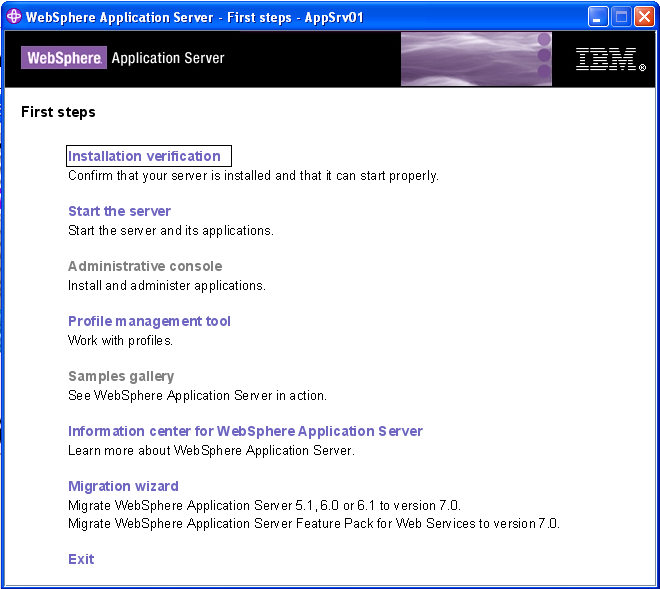 WebSphere Application Server - First steps - AppSrv01
WebSphere. Application Server
IBM®
First steps
Installation verification
Confirm that your server is installed and that it can start properly.
Start the server
Start the server and its applications.
Administrative console
Install and administer applications.
Profile management tool
Work with profiles.
Samples gallery
See WebSphere Application Server in action.
Information center for WebSphere Application Server
Learn more about WebSphere Application Server.
Migration wizard
Migrate WebSphere Application Server 5.1, 6.0 or 6.1 to version 7.0.
Migrate WebSphere Application Server Feature Pack for Web Services to version 7.0.
Exit